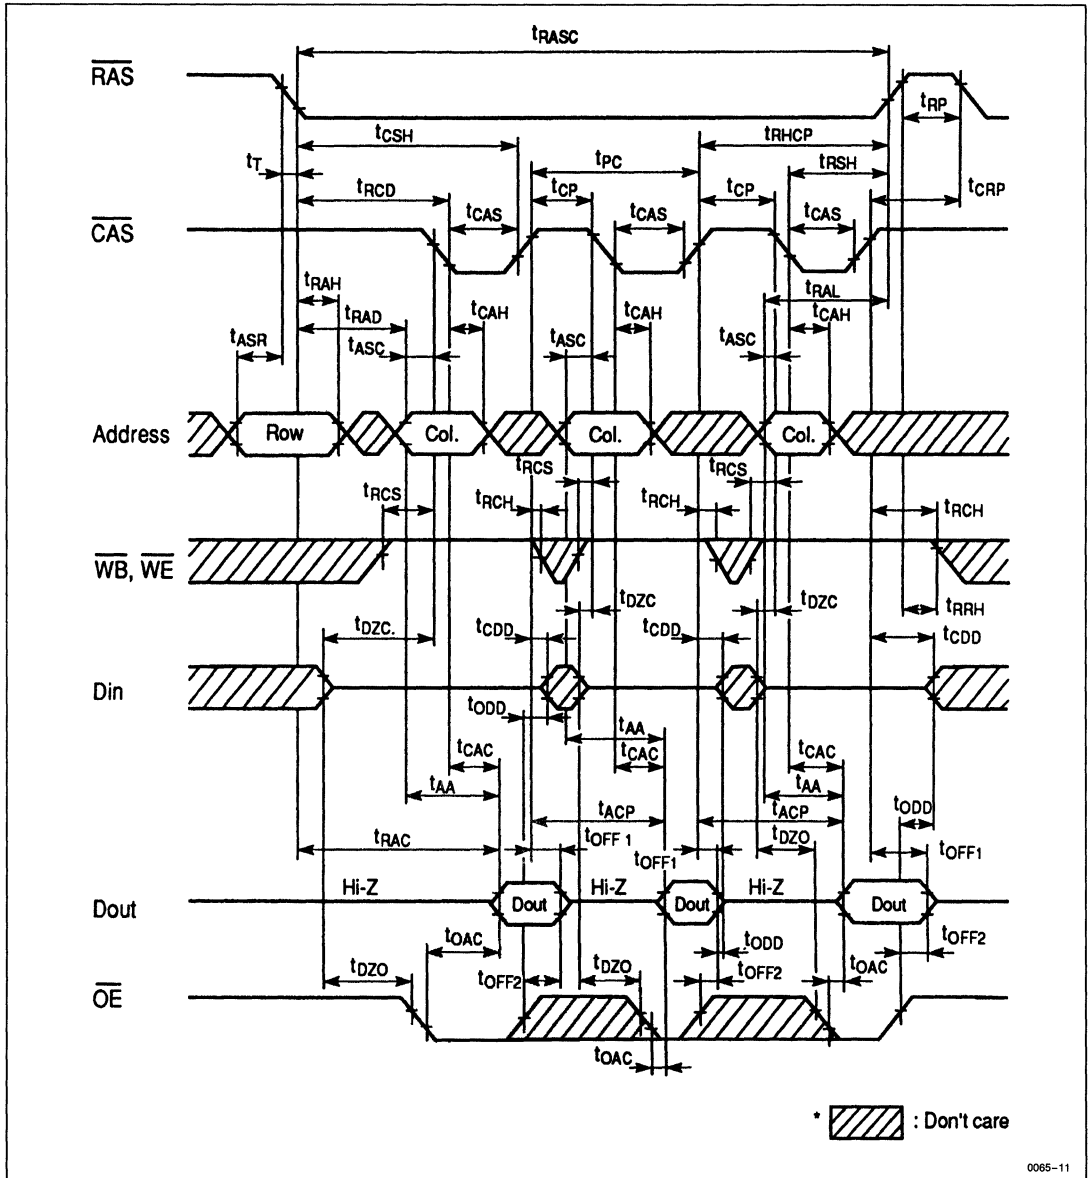 tRASC
RAS
tRP
tCSH
tRHCP
tT
tPC
tRSH
tRCD
tCP
tCP
tCRP
tCAS
tCAS
tCAS
CAS
tRAH
tRAL
tRAD
tCAH
tCAH
tCAH
tASR
tASC
tASC
tASC
Address
Row
Col.
Col.
Col.
tRCS
tRCS
tRCS
tRCH
tRCH
tRCH
WB, WE
tDZC
tDZC
tRRH
tDZC.
tCDD
tCDD
tCDD
Din
tODD
tAA
tCAC
tCAC
tCAC
tAA
tAA
tACP
tACP
tODD
tRAC
tOFF 1
tOFF1
tDZO
tOFF1
Hi-Z
Hi-Z
Hi-Z
Dout
Dout
Dout
Dout
tOAC
tODD
tOFF2
tDZO
tOFF2
tDZO
tOFF2
tOAC
OE
tOAC
* : Don't care
0065-11